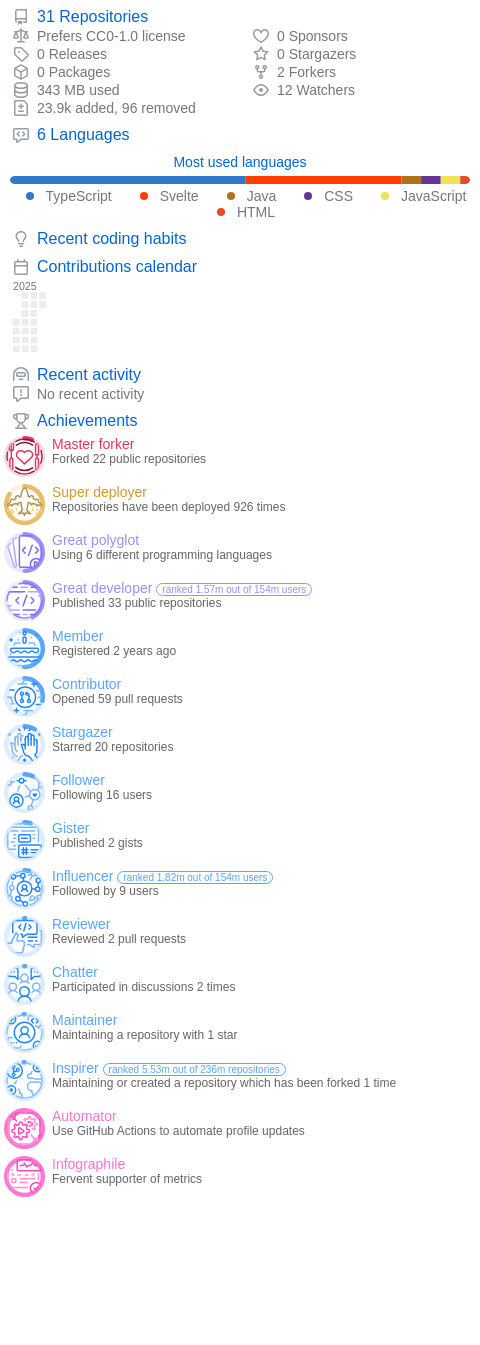 31 Repositories
Prefers CC0-1.0 license
0 Sponsors
0 Releases
0 Stargazers
0 Packages
2 Forkers
343 MB used
12 Watchers
23.9k added, 96 removed
6 Languages
Most used languages
TypeScript Svelte Java CSS JavaScript
HTML
Recent coding habits
Contributions calendar
2025
Recent activity
No recent activity
Achievements
Master forker
Forked 22 public repositories
Super deployer
Repositories have been deployed 926 times
Great polyglot
Using 6 different programming languages
Great developer ranked 1.57m out of 154m users
Published 33 public repositories
Member
Registered 2 years ago
Contributor
Opened 59 pull requests
Stargazer
Starred 20 repositories
Follower
Following 16 users
Gister
Published 2 gists
Influencer ranked 1.82m out of 154m users
Followed by 9 users
Reviewer
Reviewed 2 pull requests
Chatter
Participated in discussions 2 times
Maintainer
Maintaining a repository with 1 star
Inspirer ranked 5.53m out of 236m repositories
Maintaining or created a repository which has been forked 1 time
Automator
Use GitHub Actions to automate profile updates
Infographile
Fervent supporter of metrics